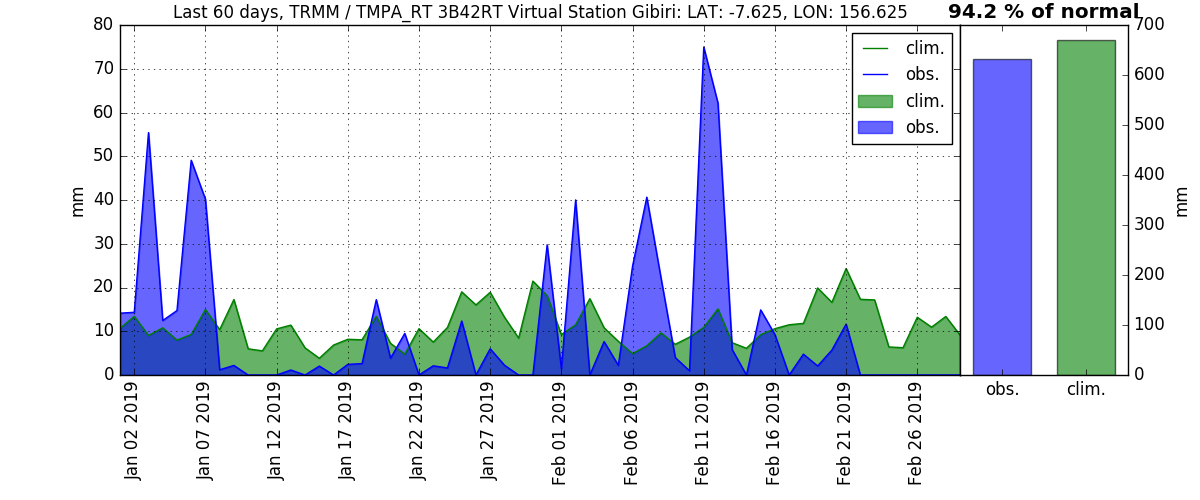 Last 60 days, TRMM / TMPA_RT 3B42RT Virtual Station Gibiri: LAT: -7.625, LON: 156.625
94.2 % of normal
80
70
60
50
40
30
20
10
0
mm
clim.
obs.
clim.
obs.
Jan 02 2019
Jan 07 2019
Jan 12 2019
Jan 17 2019
Jan 22 2019
Jan 27 2019
Feb 01 2019
Feb 06 2019
Feb 11 2019
Feb 16 2019
Feb 21 2019
Feb 26 2019
700
600
500
400
300
200
100
0
mm
obs.
clim.